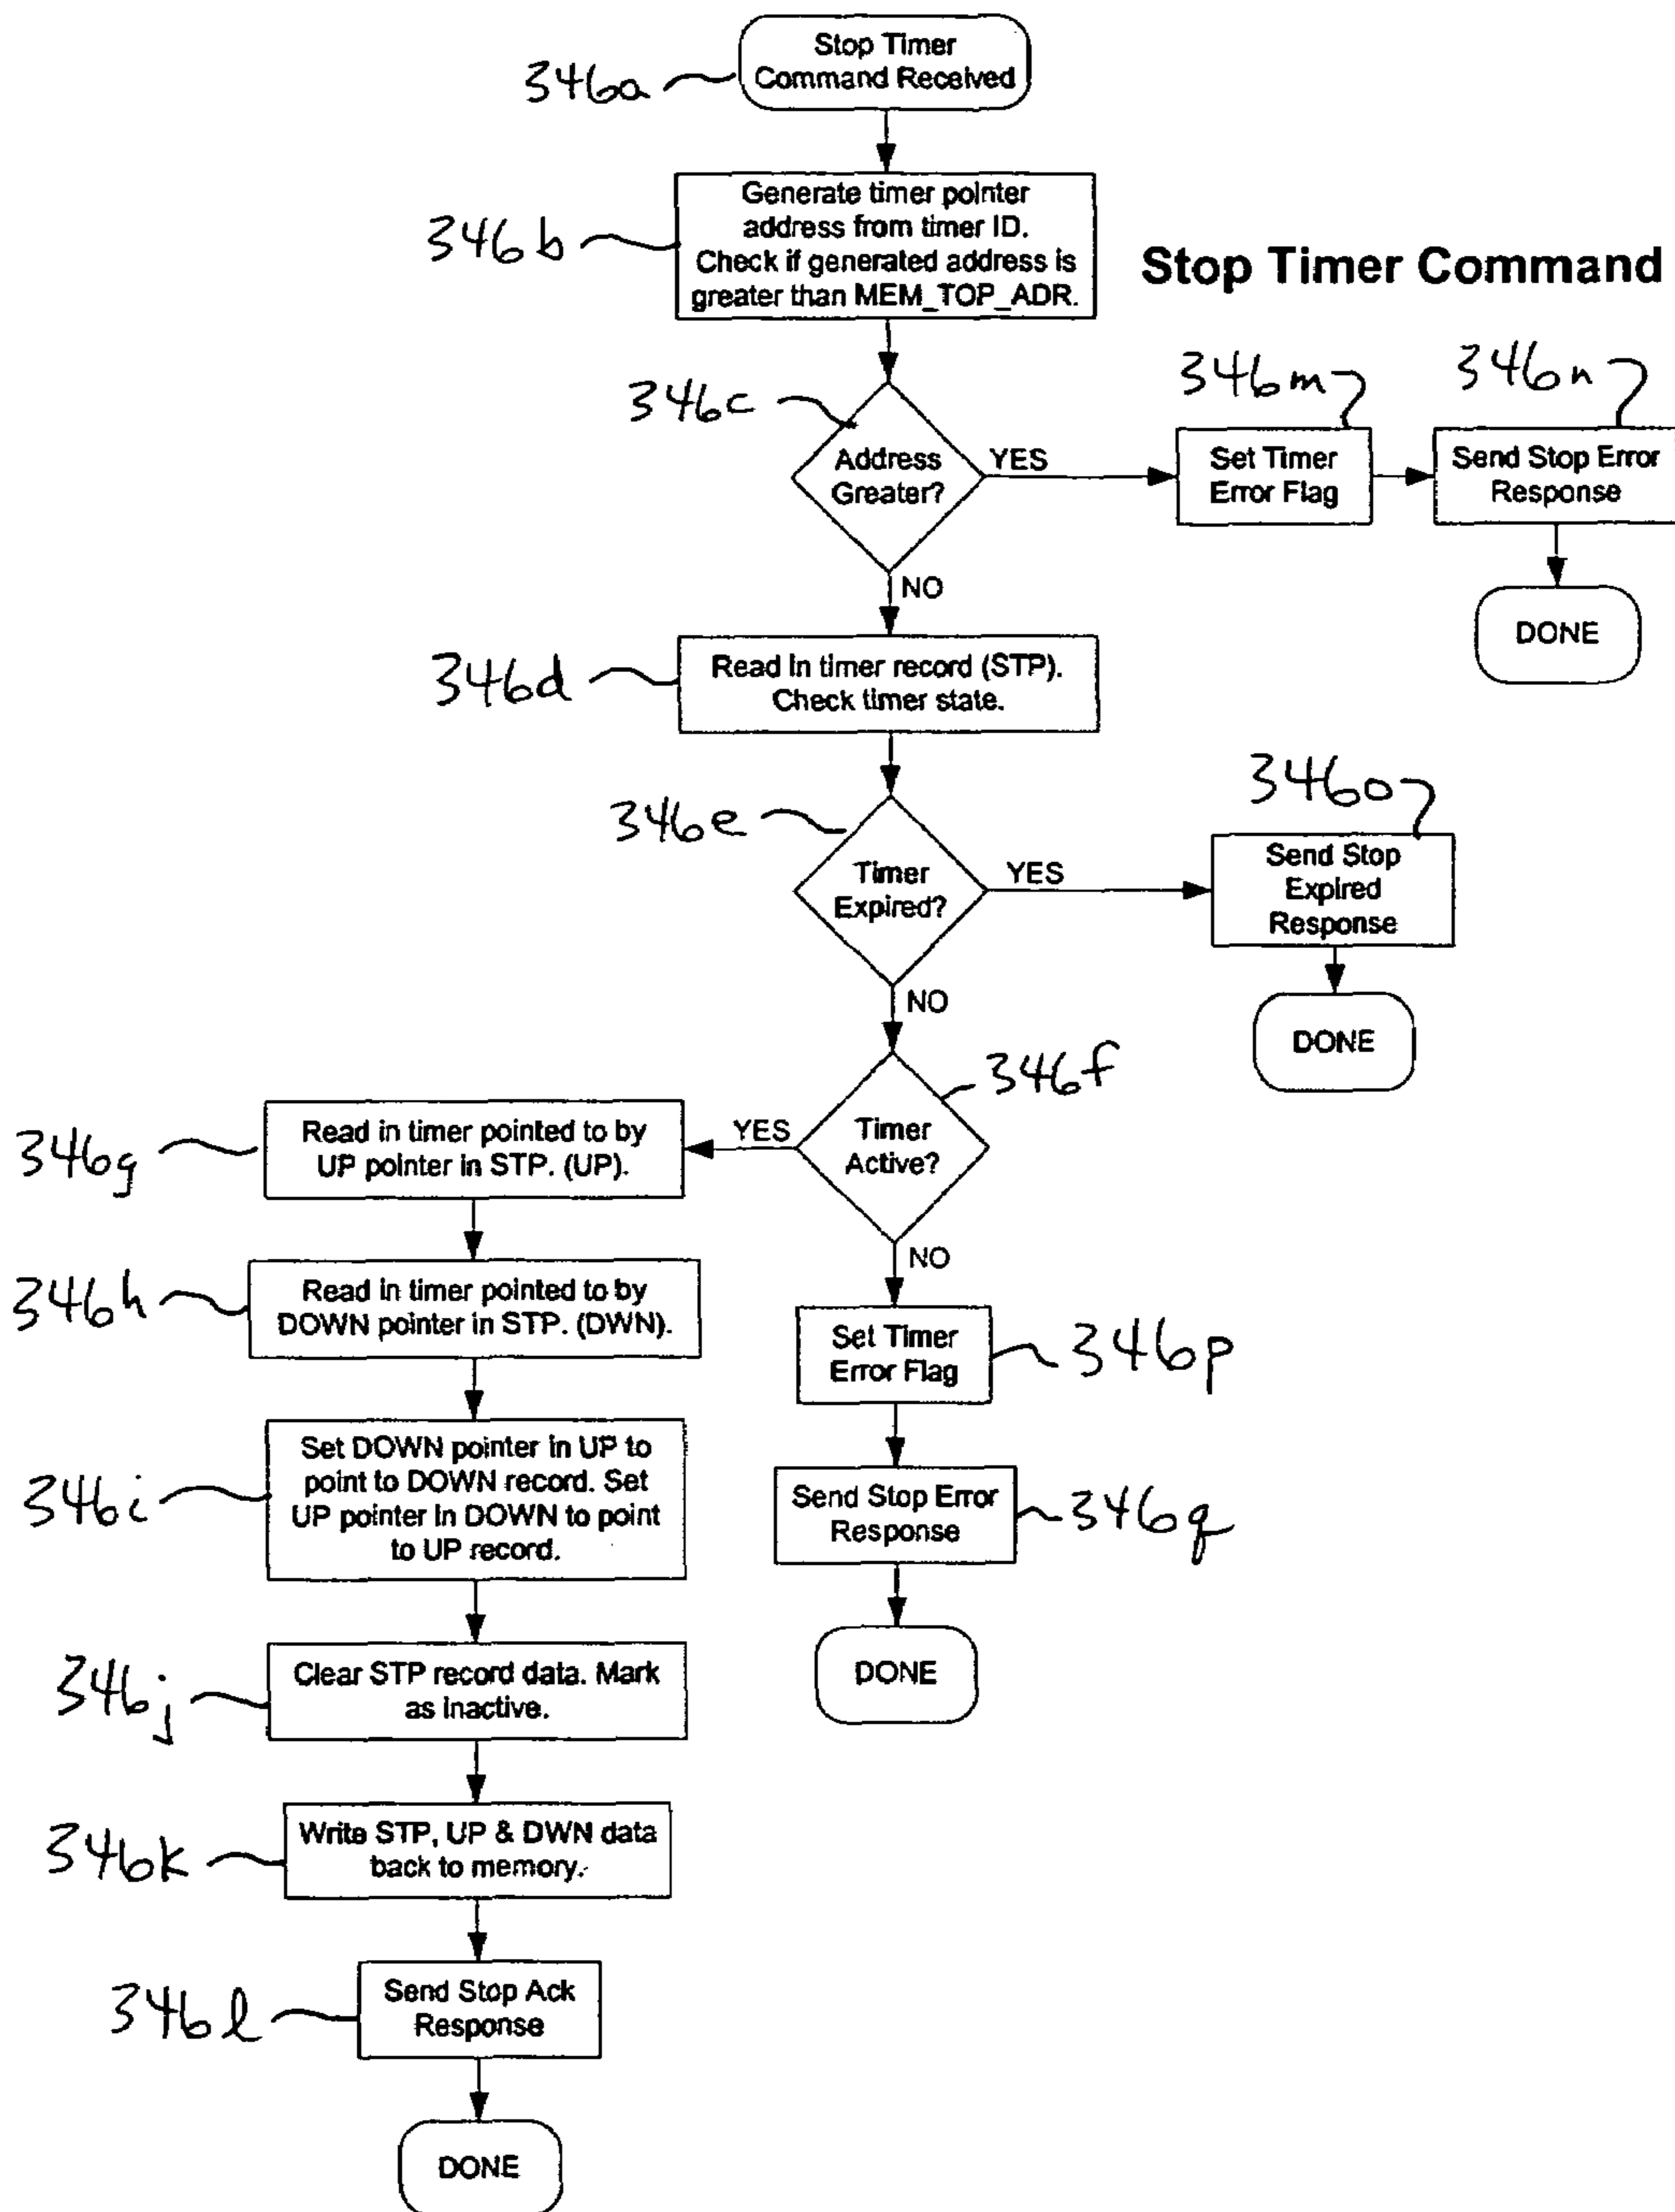 Stop Timer
Command Received
346a
Generate timer pointer
address from timer ID.
Check if generated address is
greater than MEM_TOP_ADR.
346b
Stop Timer Command
346c
Address
Greater?
YES
346m
Set Timer
Error Flag
346n
Send Stop Error
Response
DONE
NO
346d
Read in timer record (STP).
Check timer state.
346e
Timer
Expired?
YES
346o
Send Stop
Expired
Response
DONE
NO
346f
Timer
Active?
YES
346g
Read in timer pointed to by
UP pointer in STP. (UP).
346h
Read in timer pointed to by
DOWN pointer in STP. (DWN).
346i
Set DOWN pointer in UP to
point to DOWN record. Set
UP pointer in DOWN to point
to UP record.
346j
Clear STP record data. Mark
as inactive.
346k
Write STP, UP & DWN data
back to memory.
346l
Send Stop Ack
Response
DONE
NO
Set Timer
Error Flag
346p
Send Stop Error
Response
346q
DONE